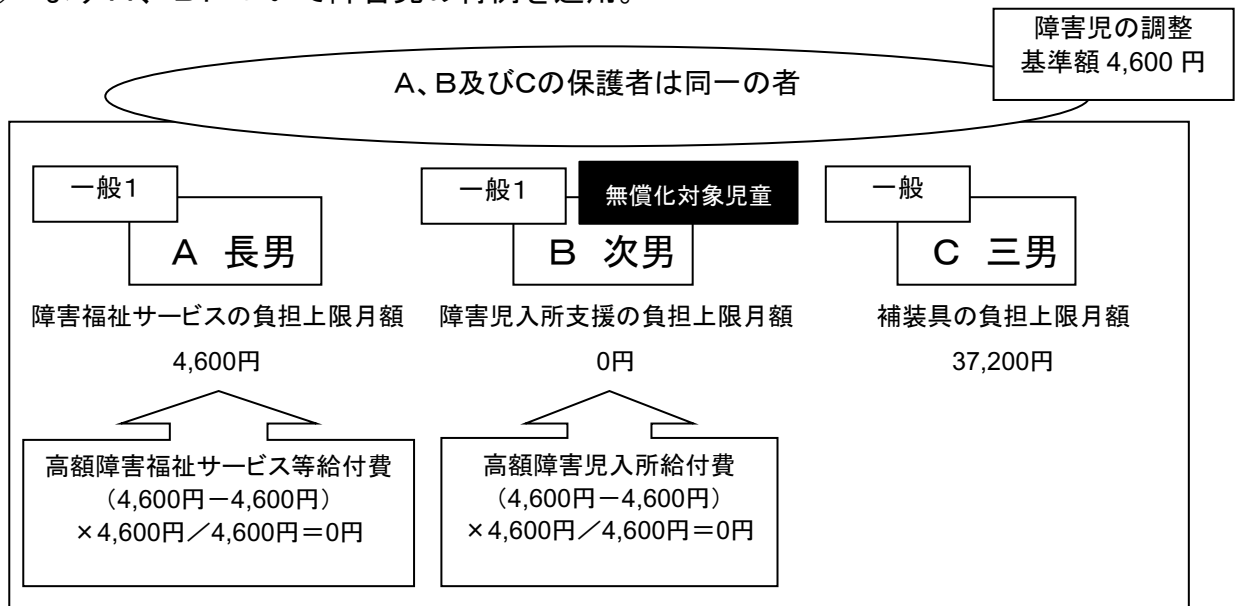 障害児の調整
基準額 4,600 円
A、B及びCの保護者は同一の者
一般1
A 長男
障害福祉サービスの負担上限月額
4,600円
高額障害福祉サービス等給付費
(4,600円-4,600円)
×4,600円/4,600円=0円
一般1
無償化対象児童
B 次男
障害児入所支援の負担上限月額
0円
高額障害児入所給付費
(4,600円-4,600円)
×4,600円/4,600円=0円
一般
C 三男
補装具の負担上限月額
37,200円